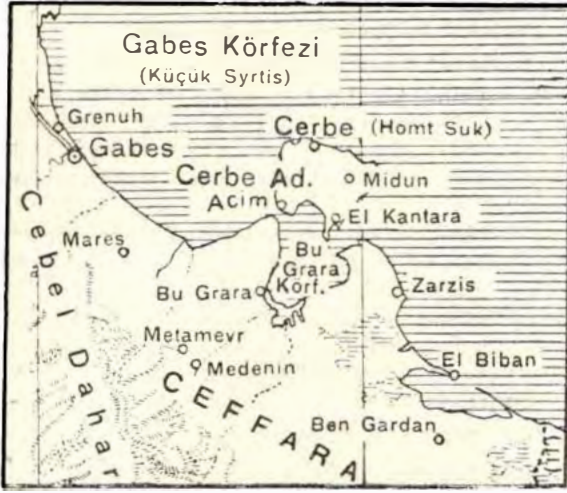 Gabes Körfezi
(Küçük Syrtis)
Grenuh
Gabes
Cerbe (Homt Suk)
Cerbe Ad.
Midun
Acim
El Kantara
Mares
Bu
Grara
Körf.
Bu Grara
Zarzis
Metamevr
Medenin
El Biban
Ben Gardan
Cebel Dahar
CEFFARA